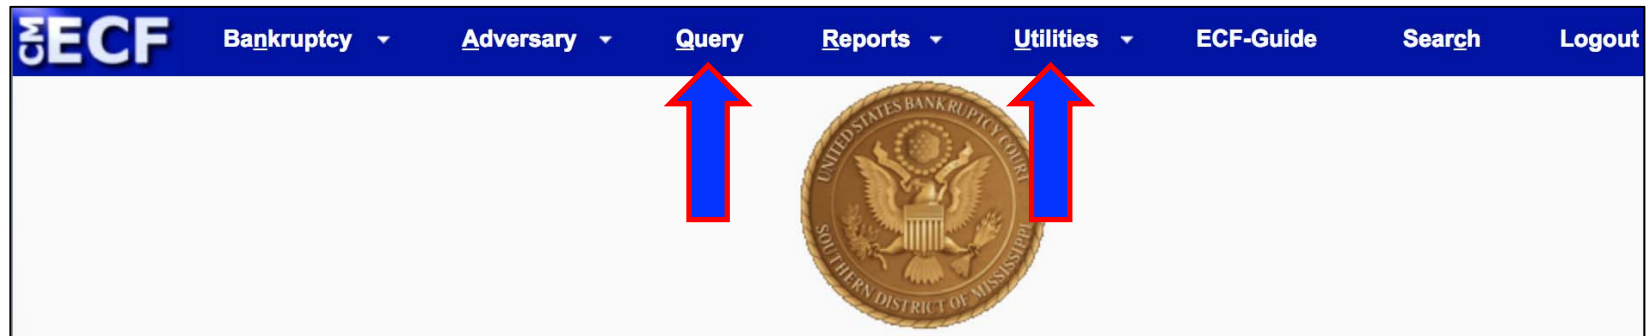 CM ECF Bankruptcy Adversary Query Reports Utilities ECF-Guide Search Logout
UNITED STATES BANKRUPTCY COURT
SOUTHERN DISTRICT OF MISSISSIPPI